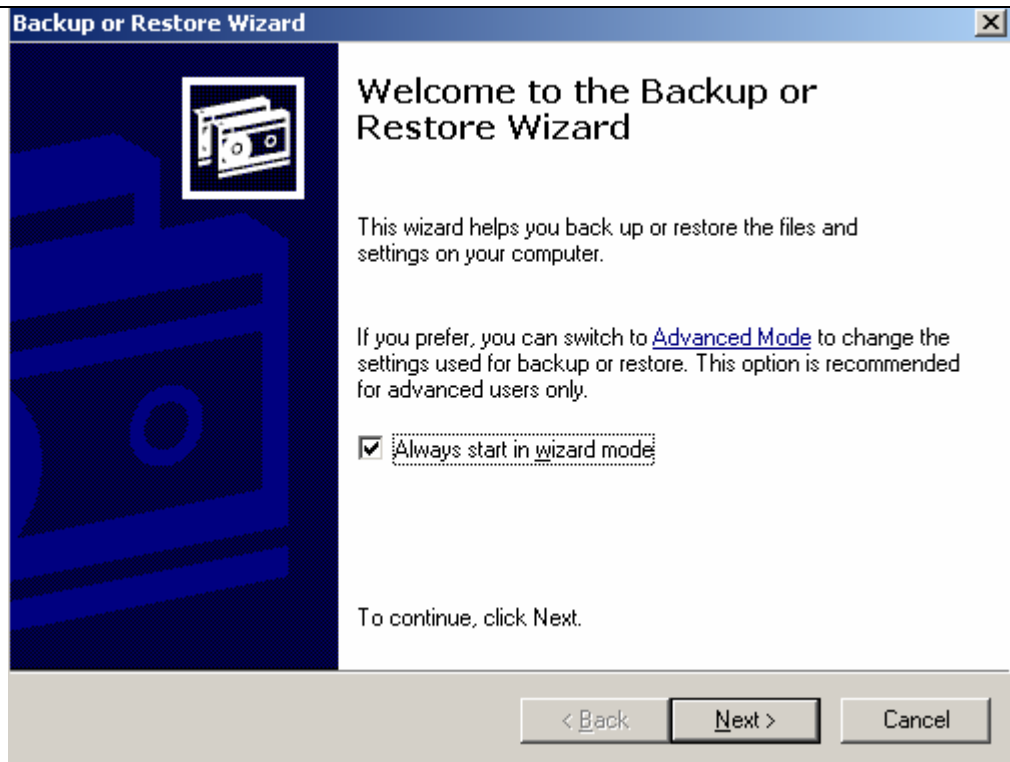 Backup or Restore Wizard
Welcome to the Backup or
Restore Wizard
This wizard helps you back up or restore the files and
settings on your computer.
If you prefer, you can switch to Advanced Mode to change the
settings used for backup or restore. This option is recommended
for advanced users only.
Always start in wizard mode
To continue, click Next.
< Back Next > Cancel